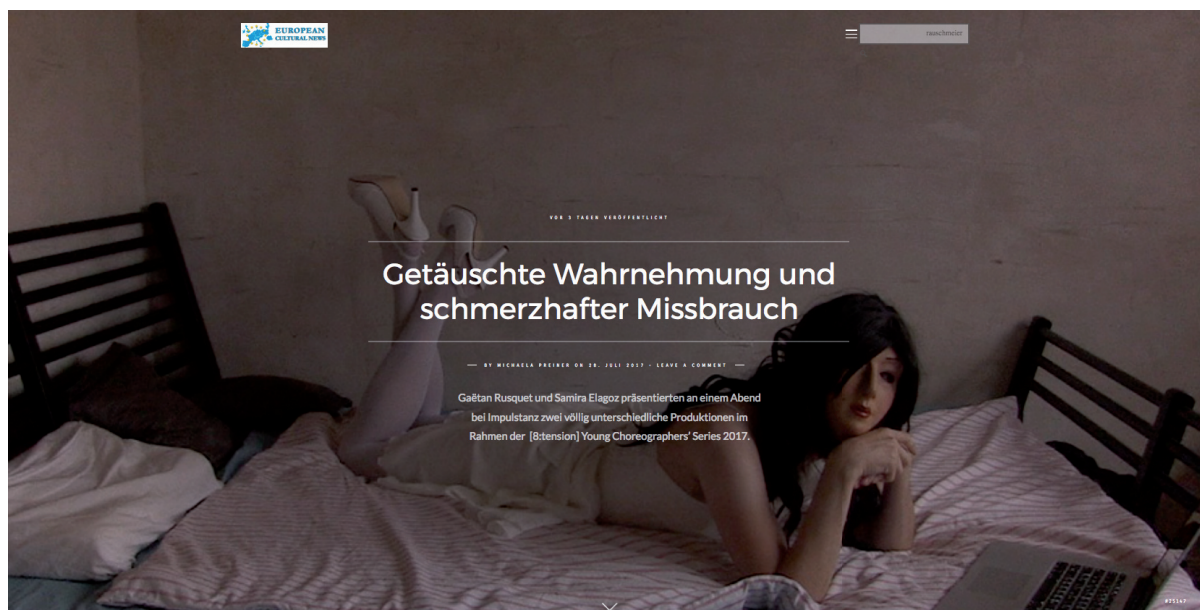 EUROPEAN
CULTURAL NEWS
rauschmeier
VOR 3 TAGEN VERÖFFENTLICHT
Getäuschte Wahrnehmung und
schmerzhafter Missbrauch
— BY MICHAELA PREINER ON 28. JULI 2017 - LEAVE A COMMENT —
Gaëtan Rusquet und Samira Elagoz präsentierten an einem Abend
bei Impulstanz zwei völlig unterschiedliche Produktionen im
Rahmen der [8:tension] Young Choreographers’ Series 2017.